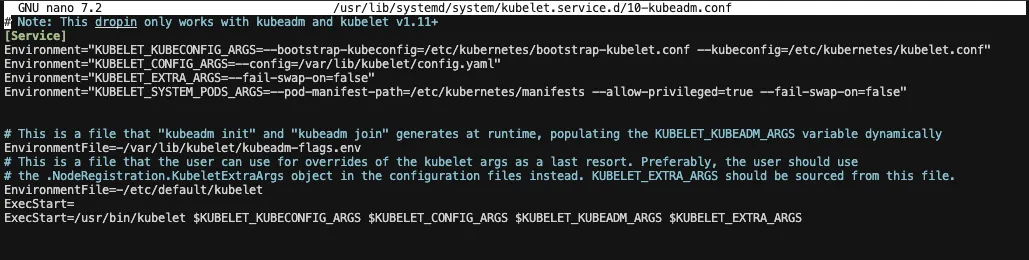 GNU nano 7.2 /usr/lib/systemd/system/kubelet.service.d/10-kubeadm.conf
# Note: This dropin only works with kubeadm and kubelet v1.11+
[Service]
Environment="KUBELET_KUBECONFIG_ARGS=--bootstrap-kubeconfig=/etc/kubernetes/bootstrap-kubelet.conf --kubeconfig=/etc/kubernetes/kubelet.conf"
Environment="KUBELET_CONFIG_ARGS=--config=/var/lib/kubelet/config.yaml"
Environment="KUBELET_EXTRA_ARGS=--fail-swap-on=false"
Environment="KUBELET_SYSTEM_PODS_ARGS=--pod-manifest-path=/etc/kubernetes/manifests --allow-privileged=true --fail-swap-on=false"
# This is a file that "kubeadm init" and "kubeadm join" generates at runtime, populating the KUBELET_KUBEADM_ARGS variable dynamically
EnvironmentFile=-/var/lib/kubelet/kubeadm-flags.env
# This is a file that the user can use for overrides of the kubelet args as a last resort. Preferably, the user should use
# the .NodeRegistration.KubeletExtraArgs object in the configuration files instead. KUBELET_EXTRA_ARGS should be sourced from this file.
EnvironmentFile=-/etc/default/kubelet
ExecStart=
ExecStart=/usr/bin/kubelet $KUBELET_KUBECONFIG_ARGS $KUBELET_CONFIG_ARGS $KUBELET_KUBEADM_ARGS $KUBELET_EXTRA_ARGS